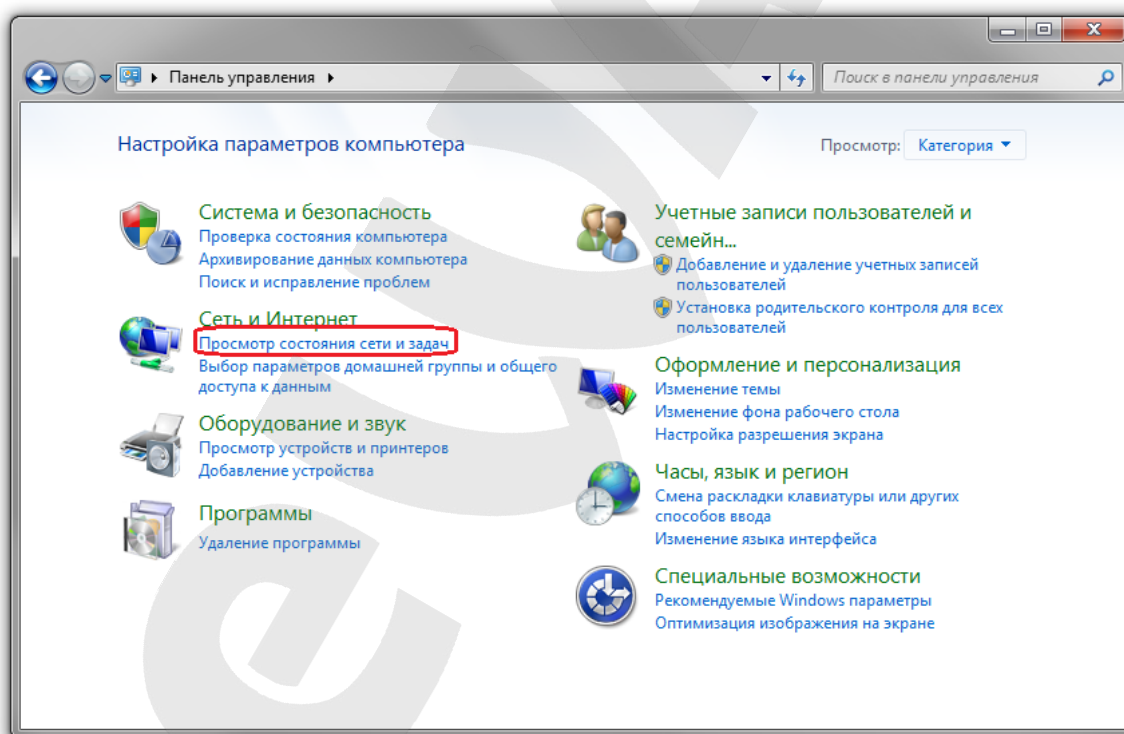 Панель управления
Поиск в панели управления
Настройка параметров компьютера
Просмотр: Категория
Система и безопасность
Проверка состояния компьютера
Архивирование данных компьютера
Поиск и исправление проблем
Сеть и Интернет
Просмотр состояния сети и задач
Выбор параметров домашней группы и общего
доступа к данным
Оборудование и звук
Просмотр устройств и принтеров
Добавление устройства
Программы
Удаление программы
Учетные записи пользователей и
семейн...
Добавление и удаление учетных записей
пользователей
Установка родительского контроля для всех
пользователей
Оформление и персонализация
Изменение темы
Изменение фона рабочего стола
Настройка разрешения экрана
Часы, язык и регион
Смена раскладки клавиатуры или других
способов ввода
Изменение языка интерфейса
Специальные возможности
Рекомендуемые Windows параметры
Оптимизация изображения на экране